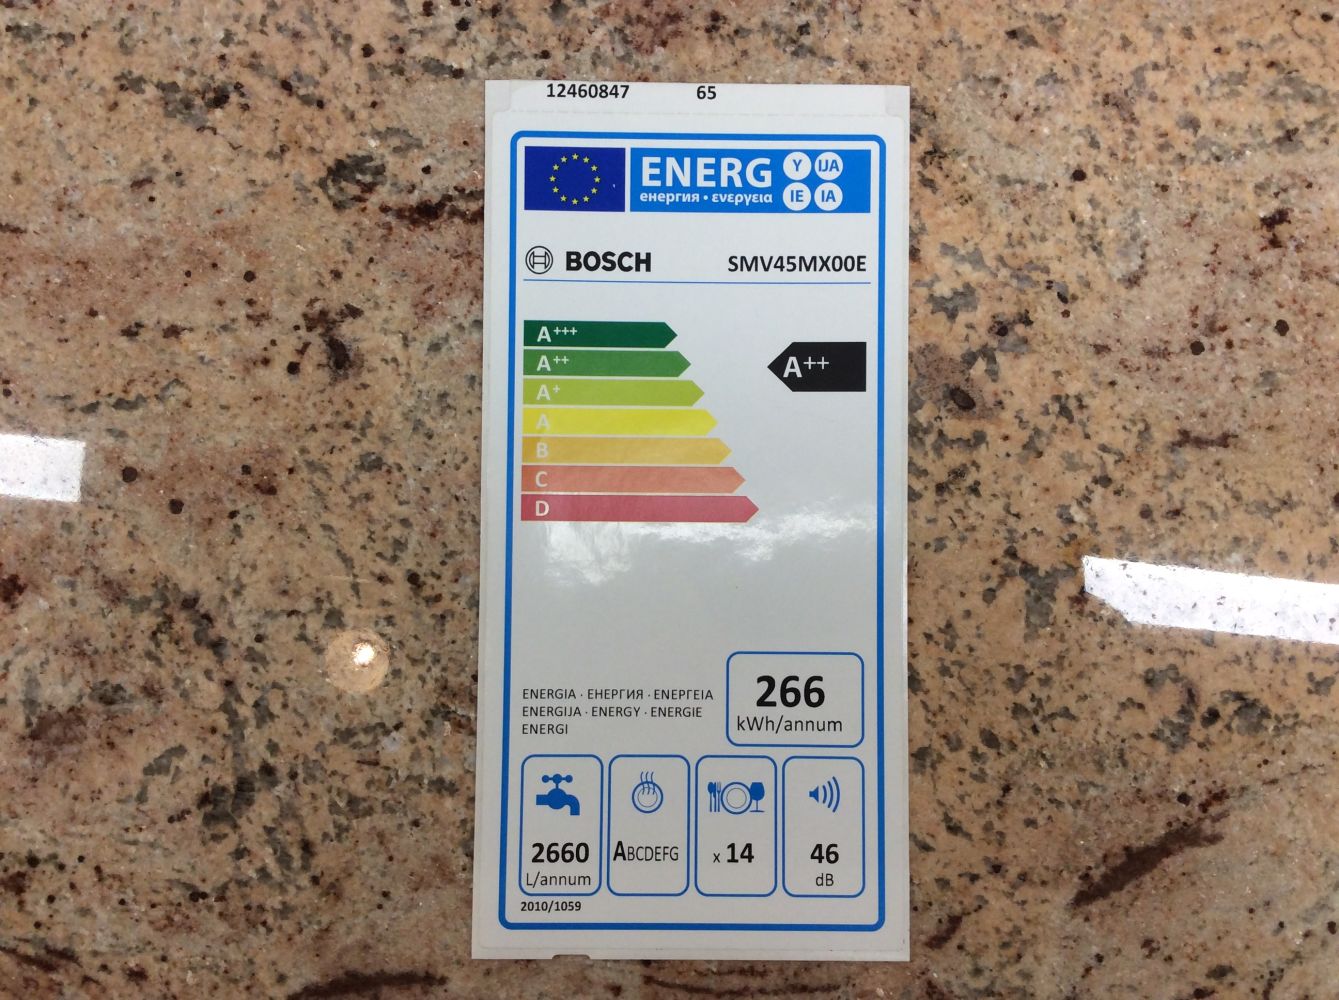 12460847 65
ENERG Y IJA
енергия · ενεργεια IE IA
BOSCH SMV45MX00E
A+++
A++ A++
A+
A
B
C
D
ENERGIA · ЕНЕРГИЯ · ΕΝΕΡΓΕΙΑ
ENERGIJA · ENERGY · ENERGIE
ENERGI
266
kWh/annum
2660 ABCDEFG x 14 46
L/annum dB
2010/1059